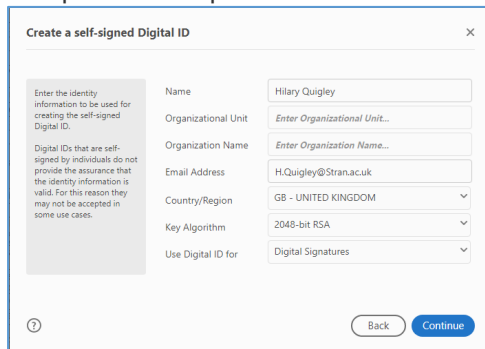 Create a self-signed Digital ID
Enter the identity
information to be used for
creating the self-signed
Digital ID.
Digital IDs that are self-
signed by individuals do not
provide the assurance that
the identity information is
valid. For this reason they
may not be accepted in
some use cases.
Name Hilary Quigley
Organizational Unit Enter Organizational Unit...
Organization Name Enter Organization Name...
Email Address H.Quigley@Stran.ac.uk
Country/Region GB - UNITED KINGDOM
Key Algorithm 2048-bit RSA
Use Digital ID for Digital Signatures
?
Back Continue